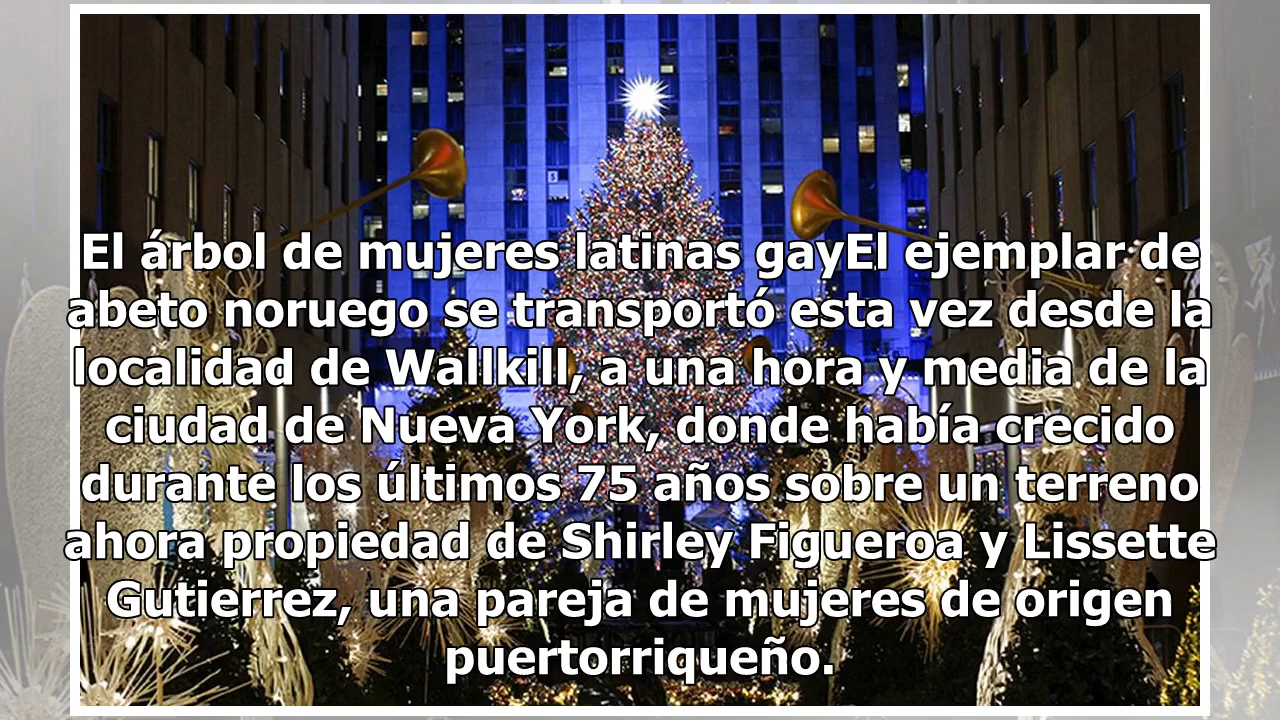 El árbol de mujeres latinas gayEl ejemplar de
abeto noruego se transportó esta vez desde la
localidad de Wallkill, a una hora y media de la
ciudad de Nueva York, donde había crecido
durante los últimos 75 años sobre un terreno
ahora propiedad de Shirley Figueroa y Lissette
Gutierrez, una pareja de mujeres de origen
puertorriqueño.